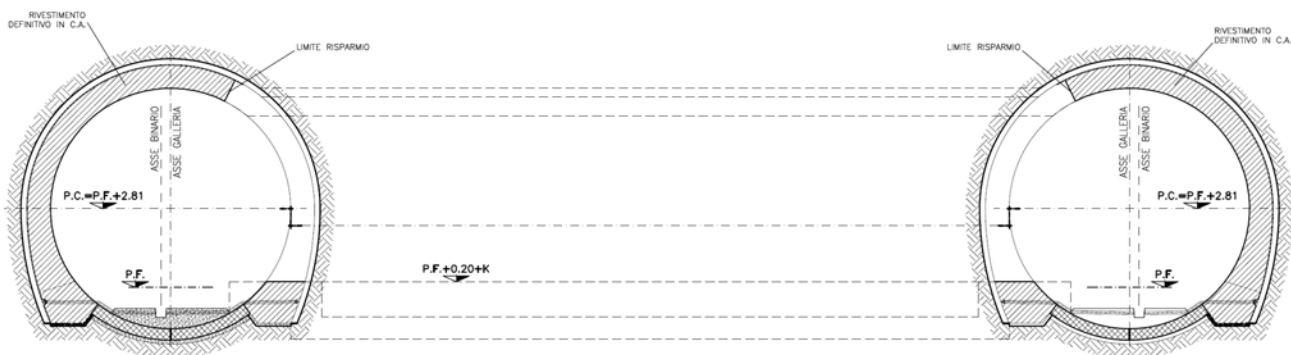 RIVESTIMENTO
DEFINITIVO IN C.A.
LIMITE RISPARMIO
ASSE BINARIO
ASSE GALLERIA
P.C.=P.F.+2.81
P.F.
P.F.+0.20+K
LIMITE RISPARMIO
RIVESTIMENTO
DEFINITIVO IN C.A.
ASSE GALLERIA
ASSE BINARIO
P.C.=P.F.+2.81
P.F.